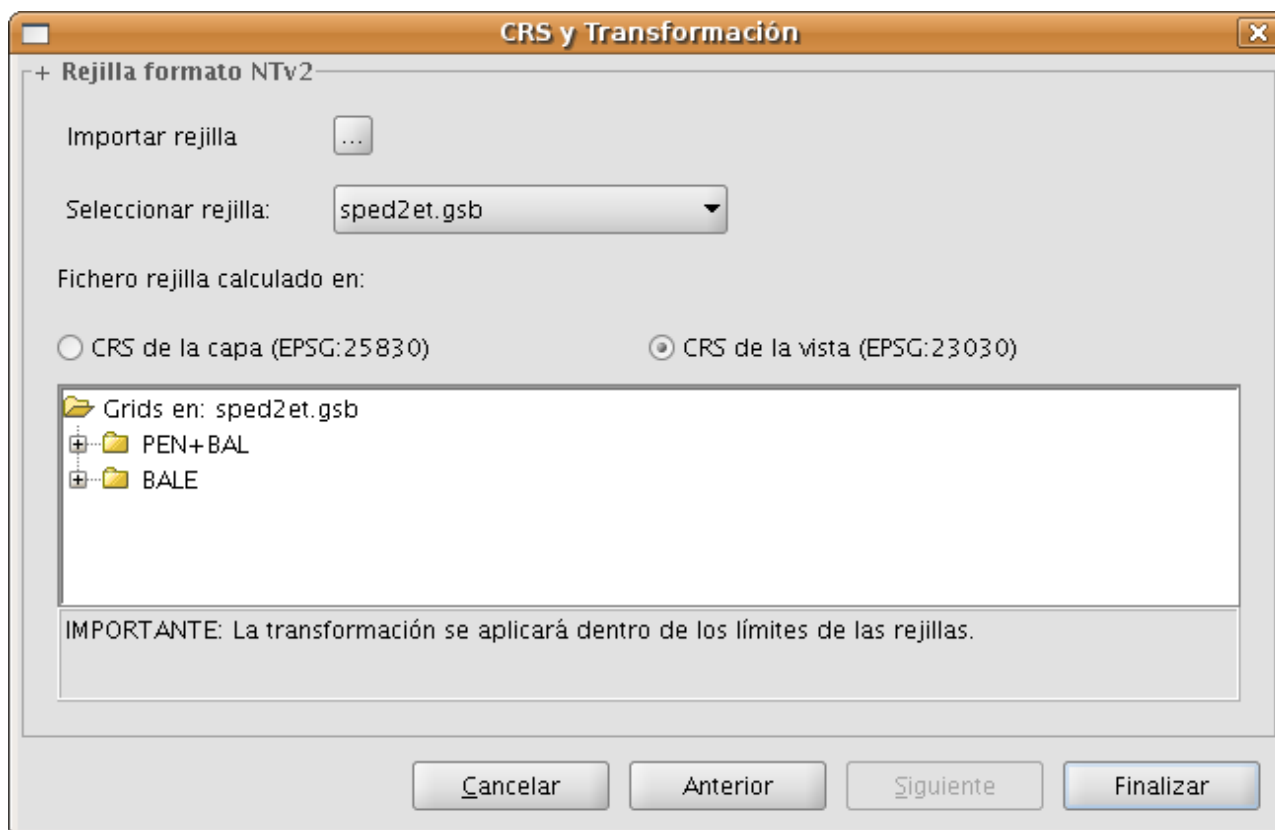 CRS y Transformación
+ Rejilla formato NTv2
Importar rejilla ...
Seleccionar rejilla: sped2et.gsb
Fichero rejilla calculado en:
CRS de la capa (EPSG:25830) CRS de la vista (EPSG:23030)
Grids en: sped2et.gsb
PEN+BAL
BALE
IMPORTANTE: La transformación se aplicará dentro de los límites de las rejillas.
Cancelar Anterior Siguiente Finalizar